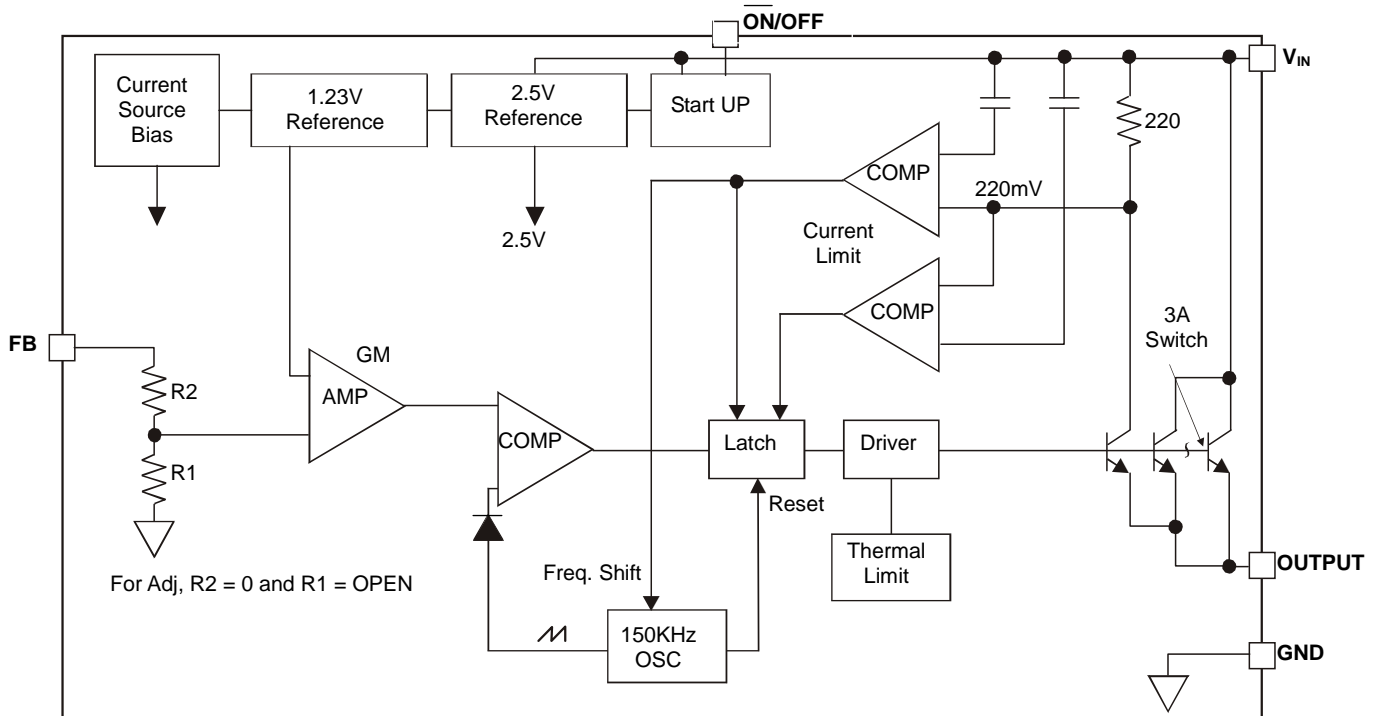 ON/OFF
VIN
Current
Source
Bias
1.23V
Reference
2.5V
Reference
Start UP
220
COMP
220mV
2.5V
Current
Limit
COMP
3A
Switch
FB
R2
GM
AMP
COMP
Latch
Driver
R1
Reset
Thermal
Limit
OUTPUT
Freq. Shift
For Adj, R2 = 0 and R1 = OPEN
150KHz
OSC
GND